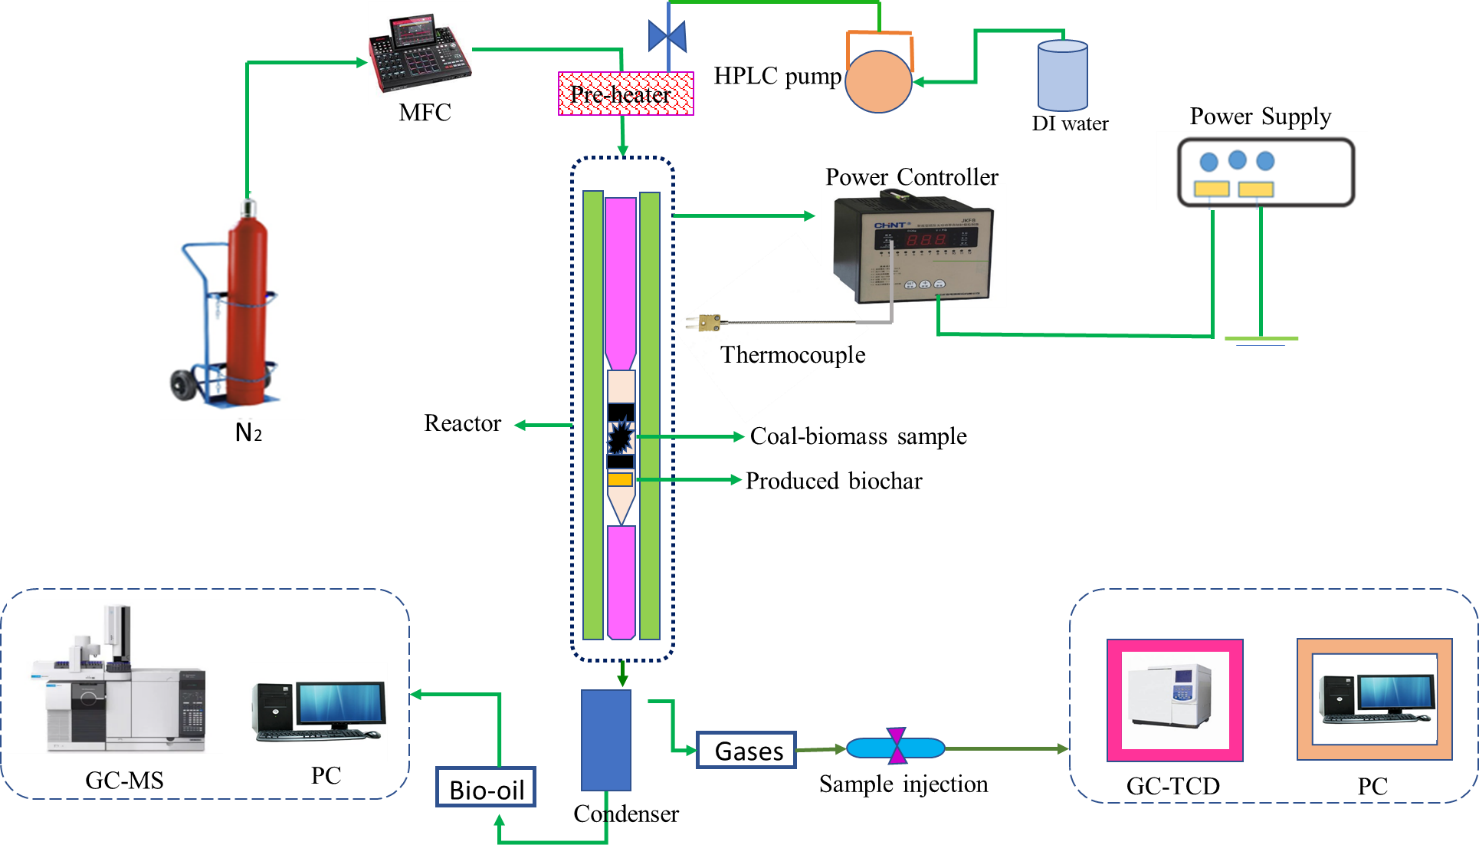 HPLC pump
Pre-heater
MFC
DI water
Power Supply
Power Controller
CHNT
Thermocouple
N2
Reactor
Coal-biomass sample
Produced biochar
Gases
Bio-oil
GC-MS
PC
Sample injection
GC-TCD
PC
Condenser